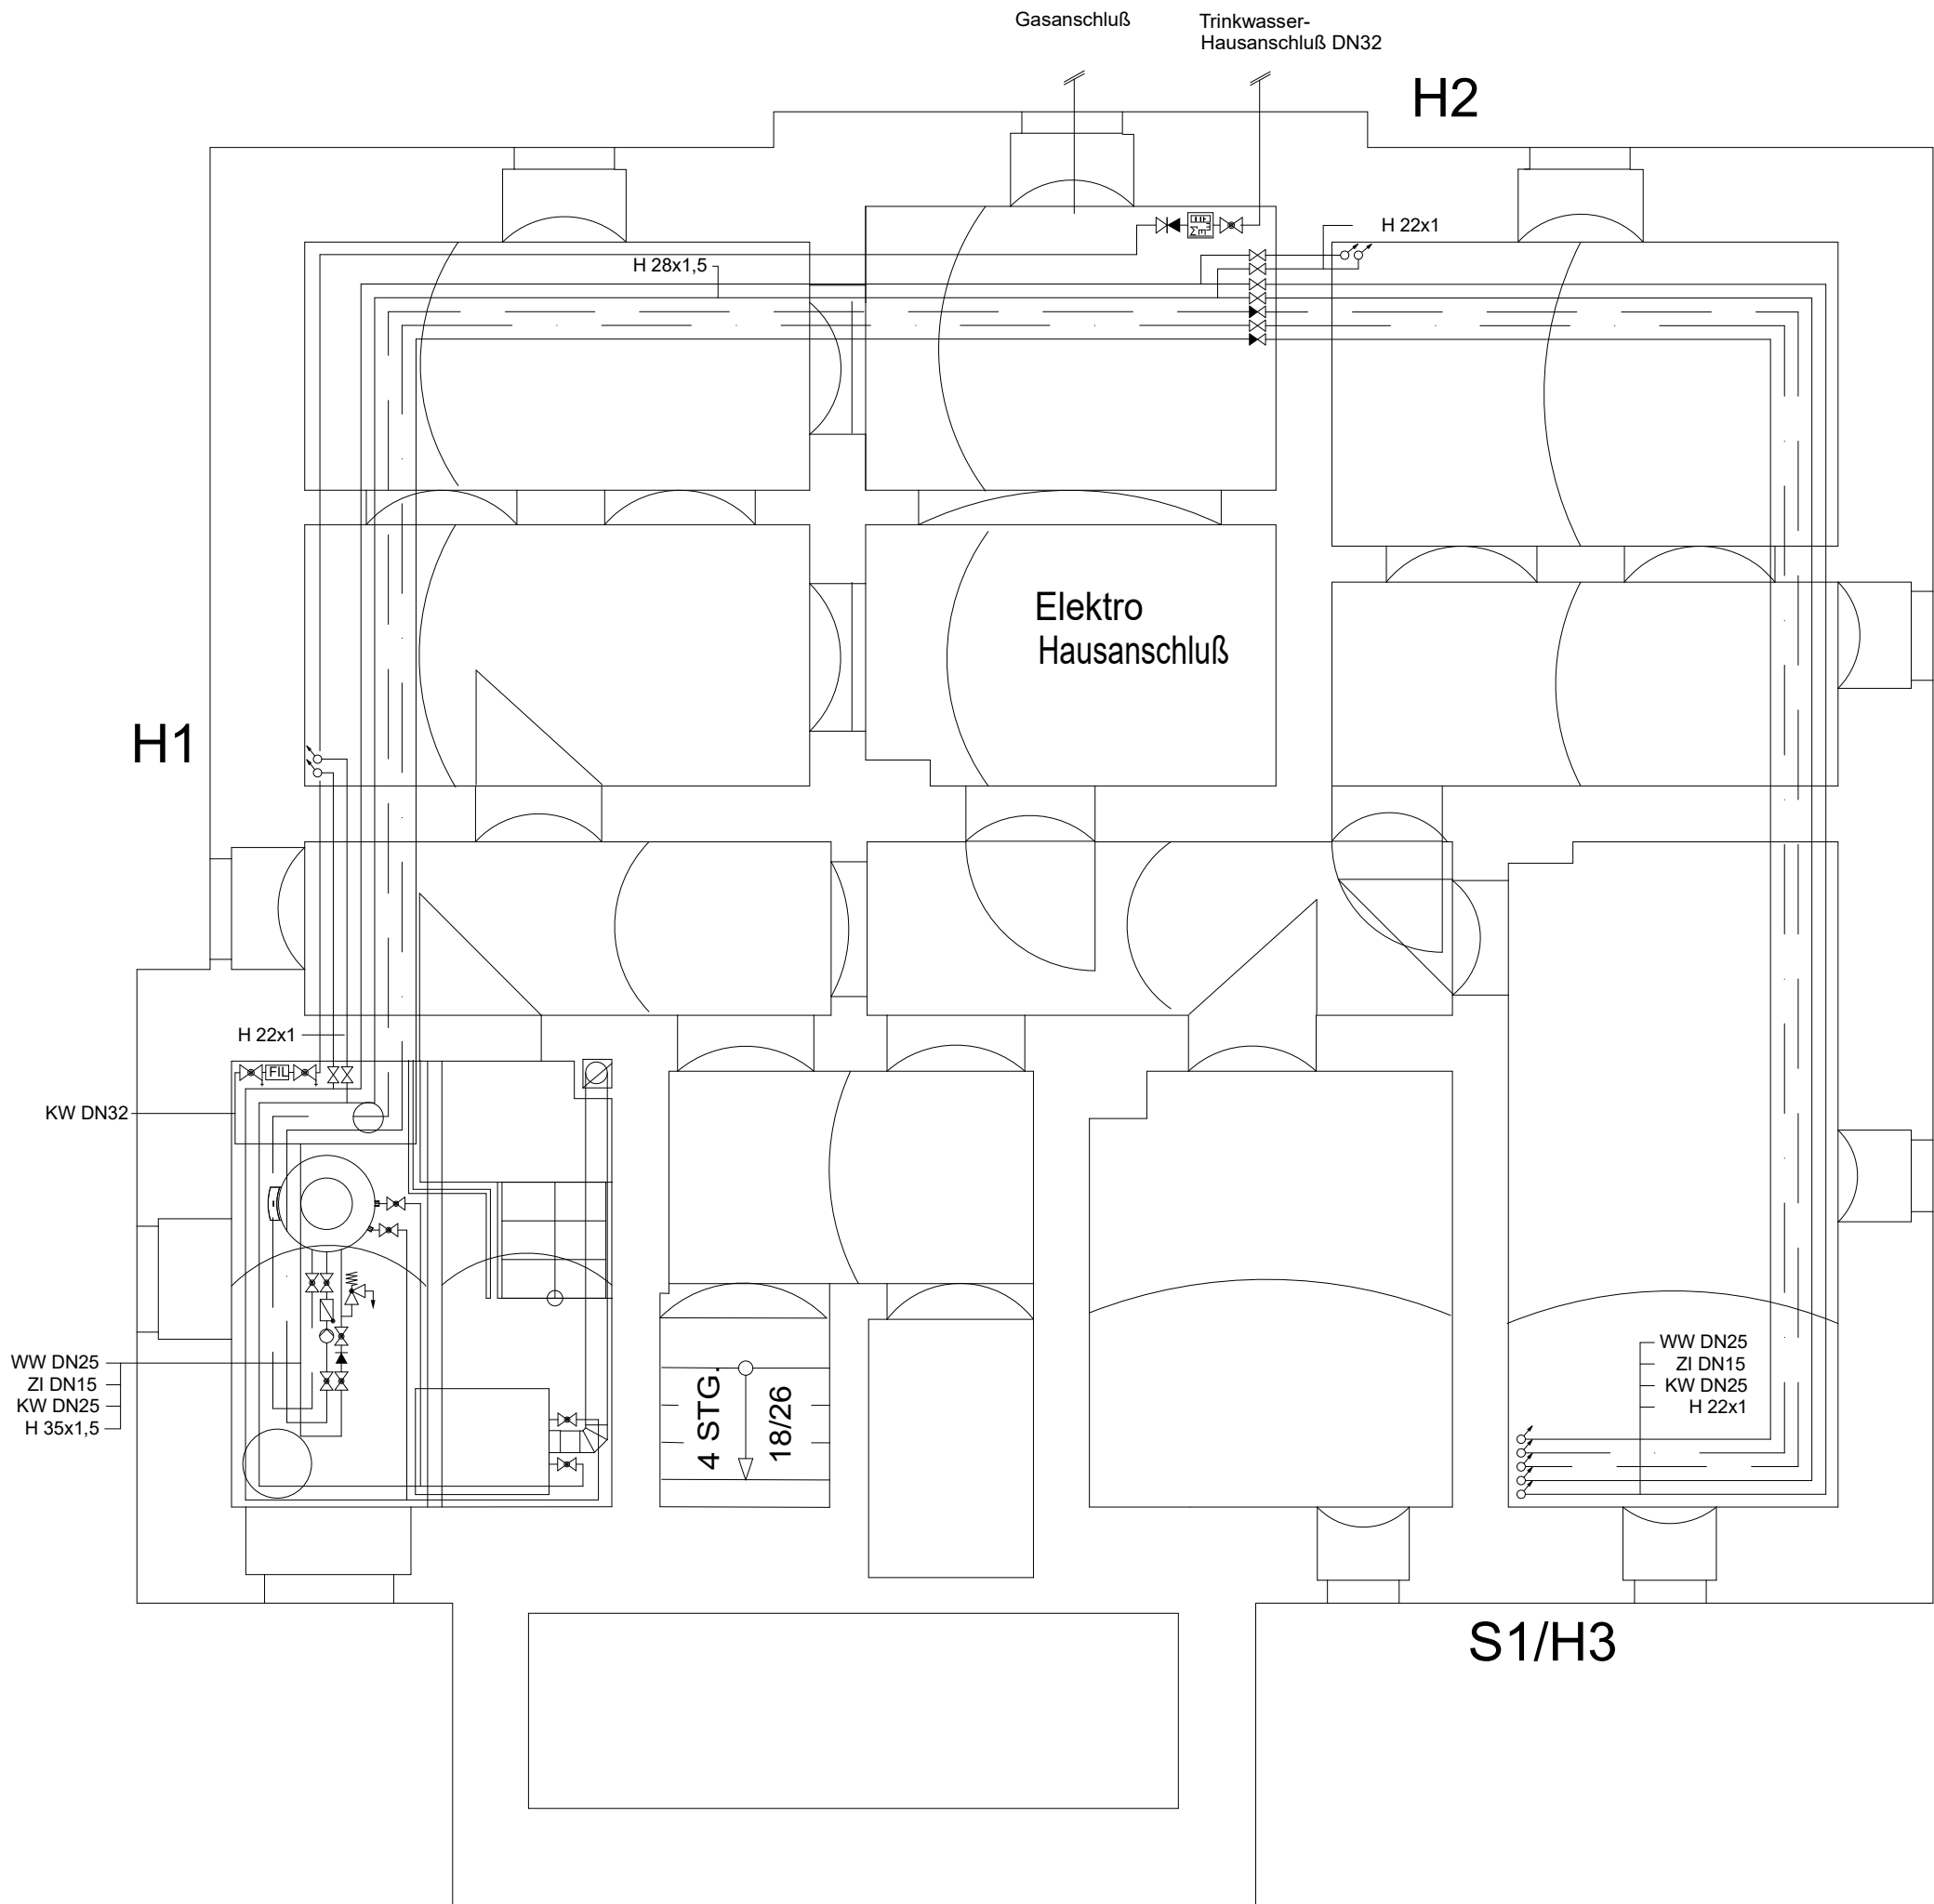 Gasanschluß
Trinkwasser-
Hausanschluß DN32
H2
H 22x1
H 28x1,5
Elektro
Hausanschluß
H1
H 22x1
FIL
KW DN32
WW DN25
ZI DN15
KW DN25
H 35x1,5
4 STG.
18/26
WW DN25
ZI DN15
KW DN25
H 22x1
S1/H3